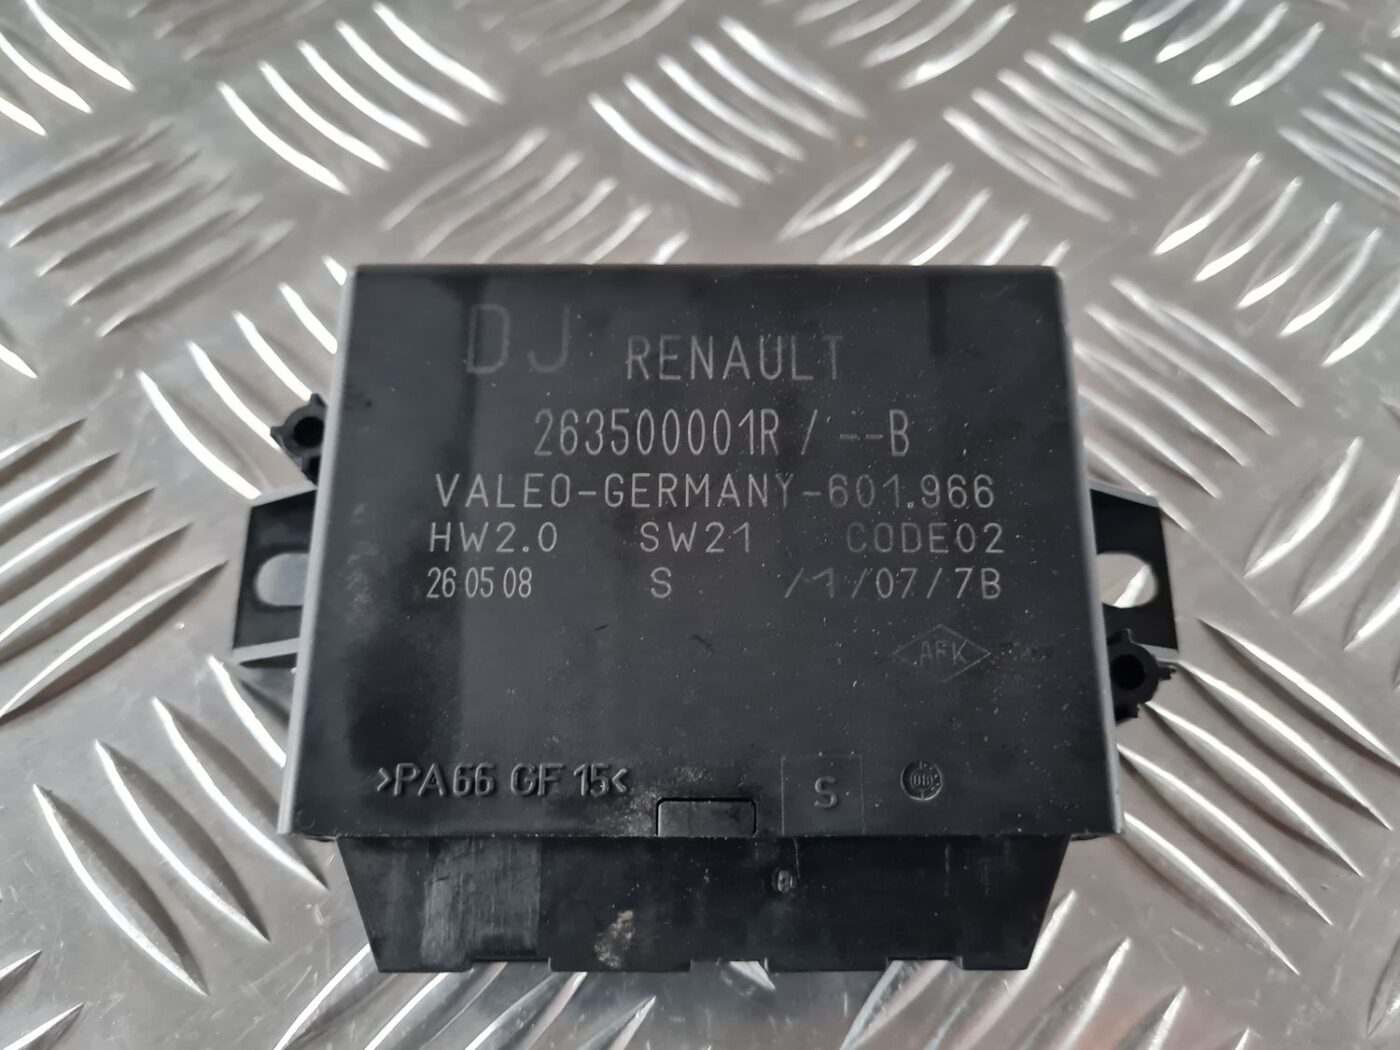 DJ RENAULT
263500001R / --B
VALEO-GERMANY-601.966
HW2.0 SW21 CODE02
26 05 08 S /1/07/7B
AFK
>PA66 GF 15<
S